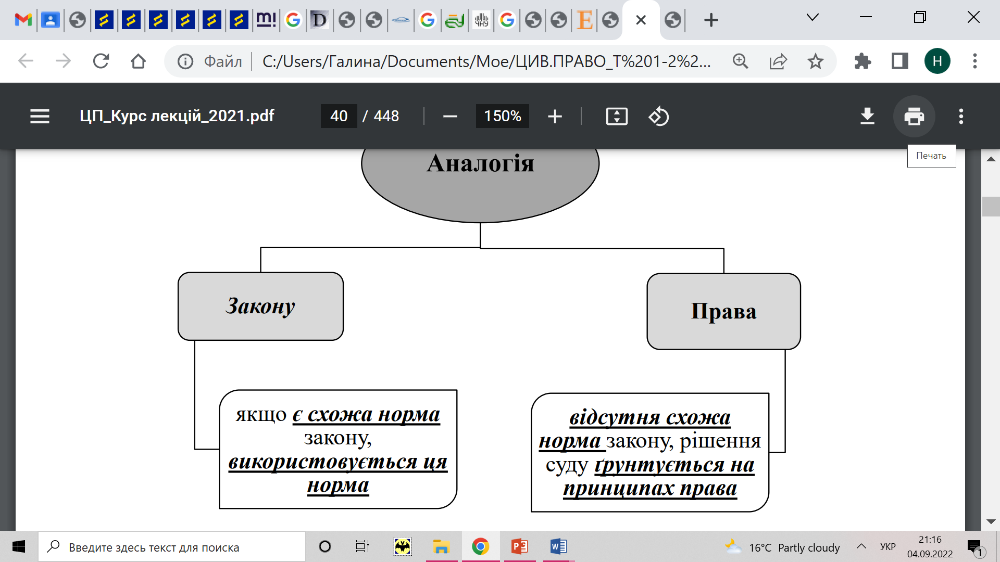 Файл
C:/Users/Галина/Documents/Мое/ЦИВ.ПРАВО_Т%201-2%2...
H
ЦП_Курс лекцій_2021.pdf
40 / 448
150%
Печать
Аналогія
Закону
Права
якщо є схожа норма
закону,
використовується ця
норма
відсутня схожа
норма закону, рішення
суду ґрунтується на
принципах права
Введите здесь текст для поиска
16°C Partly cloudy
УКР
21:16
04.09.2022
1